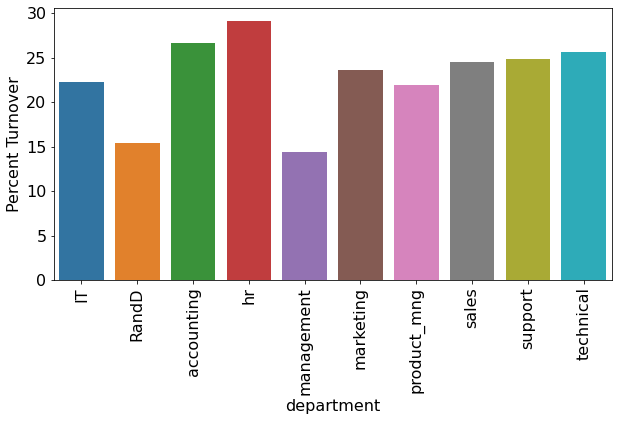 Percent Turnover
30
25
20
15
10
5
0
IT
RandD
accounting
hr
management
marketing
product_mng
sales
support
technical
department